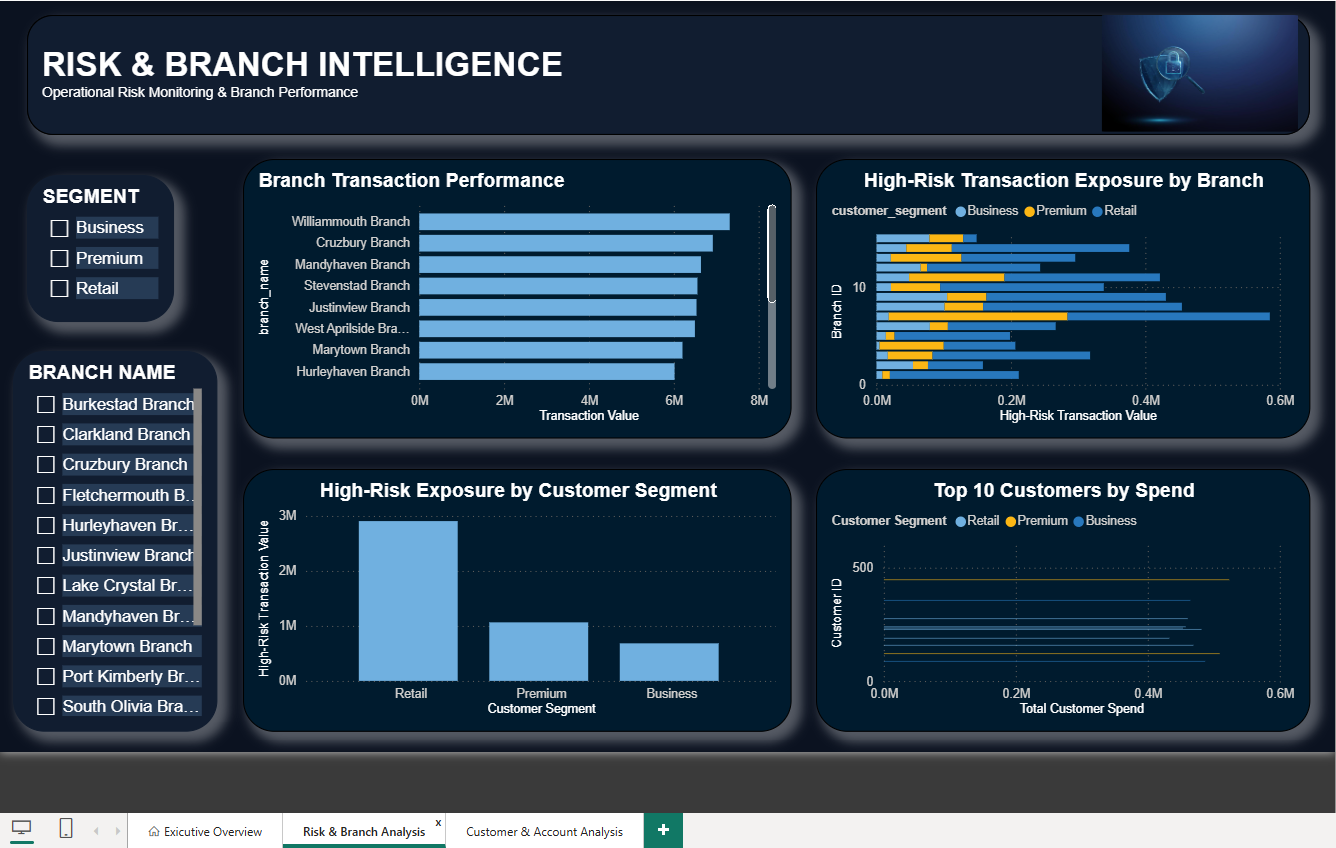 RISK & BRANCH INTELLIGENCE
Operational Risk Monitoring & Branch Performance
SEGMENT
Business
Premium
Retail
BRANCH NAME
Burkestad Branch
Clarkland Branch
Cruzbury Branch
Fletchermouth B...
Hurleyhaven Br...
Justinview Branch
Lake Crystal Br...
Mandyhaven Br...
Marytown Branch
Port Kimberly Br...
South Olivia Bra...
Branch Transaction Performance
branch_name
Williammouth Branch
Cruzbury Branch
Mandyhaven Branch
Stevenstad Branch
Justinview Branch
West Aprilside Bra...
Marytown Branch
Hurleyhaven Branch
0M 2M 4M 6M 8M
Transaction Value
High-Risk Transaction Exposure by Branch
customer_segment Business Premium Retail
Branch ID
10
0
0.0M 0.2M 0.4M 0.6M
High-Risk Transaction Value
High-Risk Exposure by Customer Segment
High-Risk Transaction Value
3M
2M
1M
0M
Retail Premium Business
Customer Segment
Top 10 Customers by Spend
Customer Segment Retail Premium Business
Customer ID
500
0
0.0M 0.2M 0.4M 0.6M
Total Customer Spend
Exicutive Overview
Risk & Branch Analysis x
Customer & Account Analysis
+